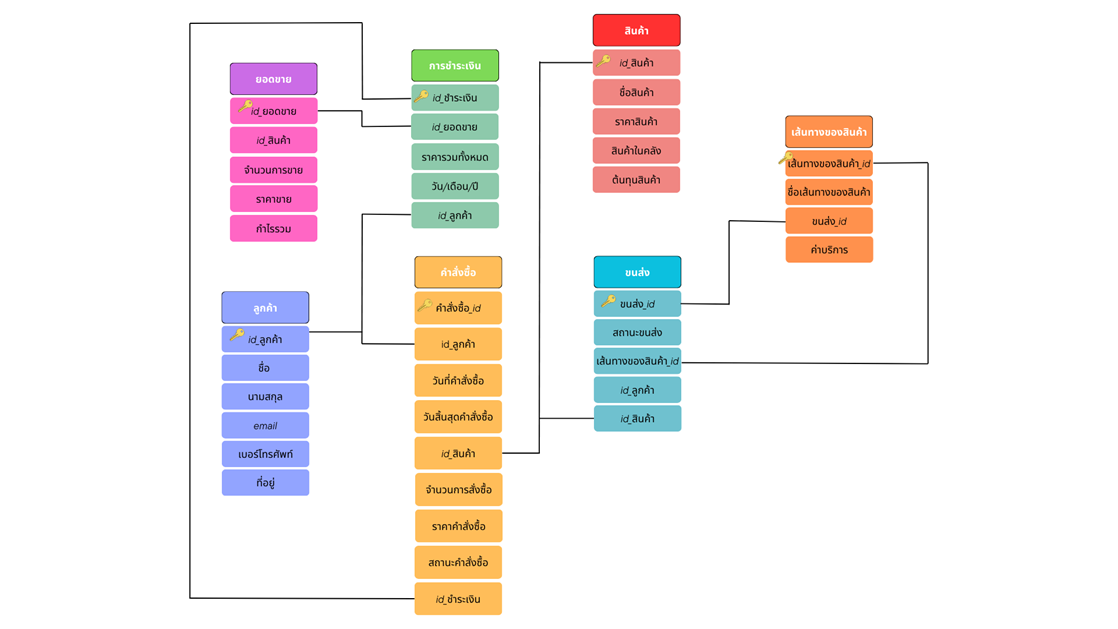 ยอดขาย
id_ยอดขาย
id_สินค้า
จำนวนการขาย
ราคาขาย
กำไรรวม
การชำระเงิน
id_ชำระเงิน
id_ยอดขาย
ราคารวมทั้งหมด
วัน/เดือน/ปี
id_ลูกค้า
สินค้า
id_สินค้า
ชื่อสินค้า
ราคาสินค้า
สินค้าในคลัง
ต้นทุนสินค้า
เส้นทางของสินค้า
เส้นทางของสินค้า_id
ชื่อเส้นทางของสินค้า
ขนส่ง_id
ค่าบริการ
ลูกค้า
id_ลูกค้า
ชื่อ
นามสกุล
email
เบอร์โทรศัพท์
ที่อยู่
คำสั่งซื้อ
คำสั่งซื้อ_id
id_ลูกค้า
วันที่คำสั่งซื้อ
วันสิ้นสุดคำสั่งซื้อ
id_สินค้า
จำนวนการสั่งซื้อ
ราคาคำสั่งซื้อ
สถานะคำสั่งซื้อ
id_ชำระเงิน
ขนส่ง
ขนส่ง_id
สถานะขนส่ง
เส้นทางของสินค้า_id
id_ลูกค้า
id_สินค้า